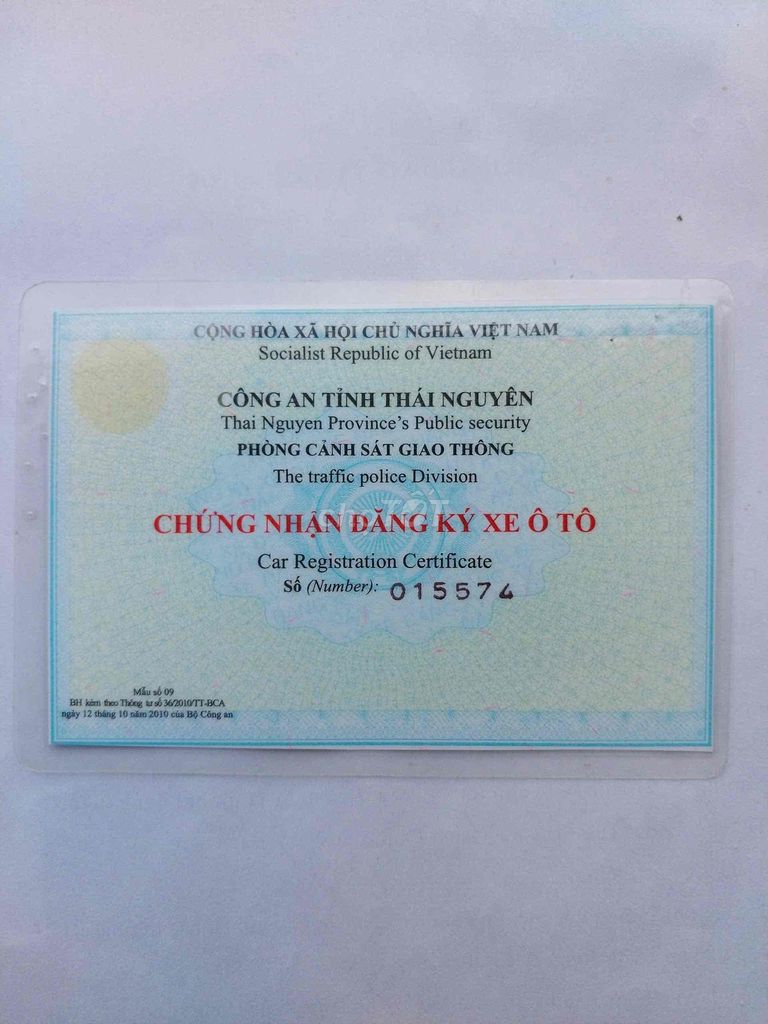 CỘNG HÒA XÃ HỘI CHỦ NGHĨA VIỆT NAM
Socialist Republic of Vietnam
CÔNG AN TỈNH THÁI NGUYÊN
Thai Nguyen Province's Public security
PHÒNG CẢNH SÁT GIAO THÔNG
The traffic police Division
chợ TỐT
CHỨNG NHẬN ĐĂNG KÝ XE Ô TÔ
Car Registration Certificate
Số (Number): 015574
Mẫu số 09
BH kèm theo Thông tư số 36/2010/TT-BCA
ngày 12 tháng 10 năm 2010 của Bộ Công an